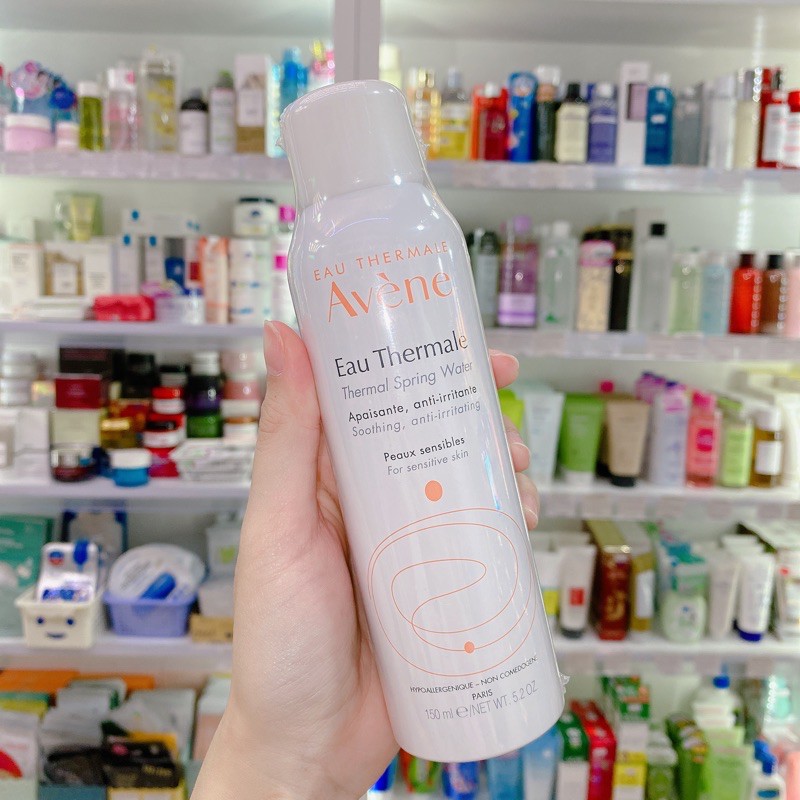 EAU THERMALE
Avène
Eau Thermale
Thermal Spring Water
Apaisante, anti-irritante
Soothing, anti-irritating
Peaux sensibles
For sensitive skin
HYPOALLERGENIQUE – NON COMEDOGENE
PARIS
150 ml ℮/NET WT. 5.2 OZ